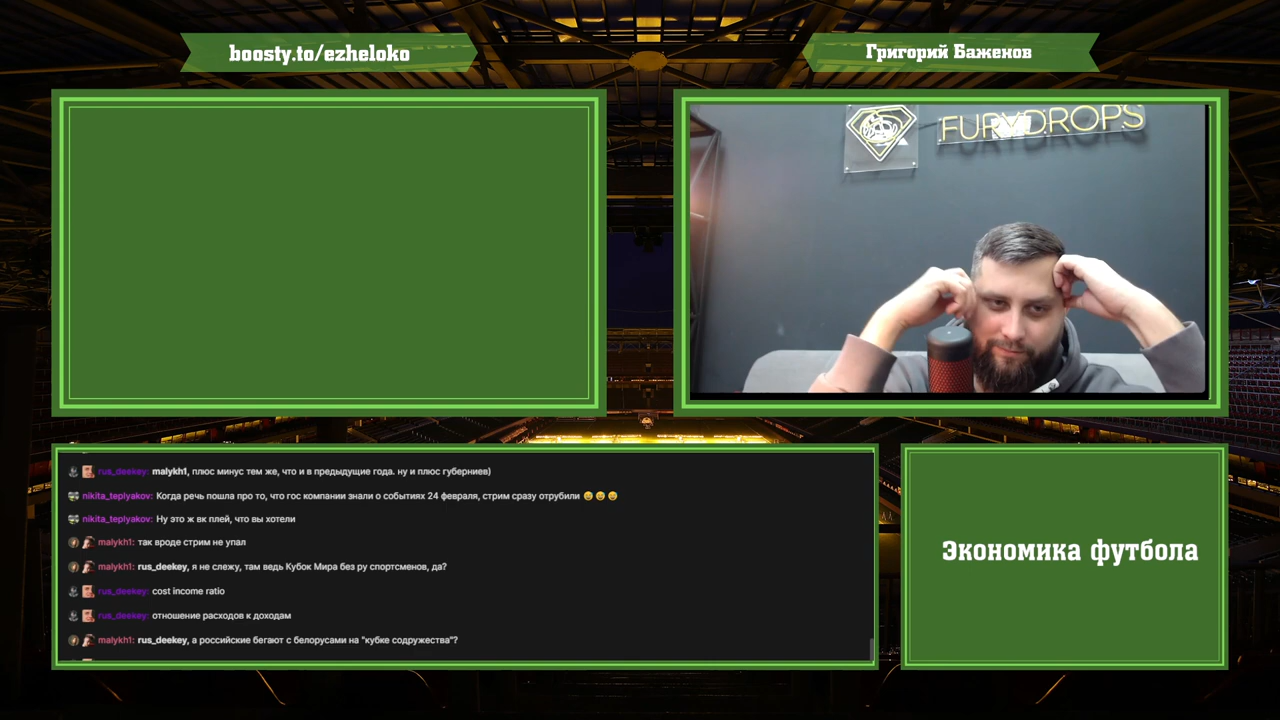 boosty.to/ezheloko
Григорий Баженов
FURYDROPS
rus_deekey: malykh1, плюс минус тем же, что и в предыдущие года. ну и плюс губерниев)
nikita_teplyakov: Когда речь пошла про то, что гос компании знали о событиях 24 февраля, стрим сразу отрубили
nikita_teplyakov: Ну это ж вк плей, что вы хотели
malykh1: так вроде стрим не упал
malykh1: rus_deekey, я не слежу, там ведь Кубок Мира без ру спортсменов, да?
rus_deekey: cost income ratio
rus_deekey: отношение расходов к доходам
malykh1: rus_deekey, а российские бегают с белорусами на "кубке содружества"?
Экономика футбола